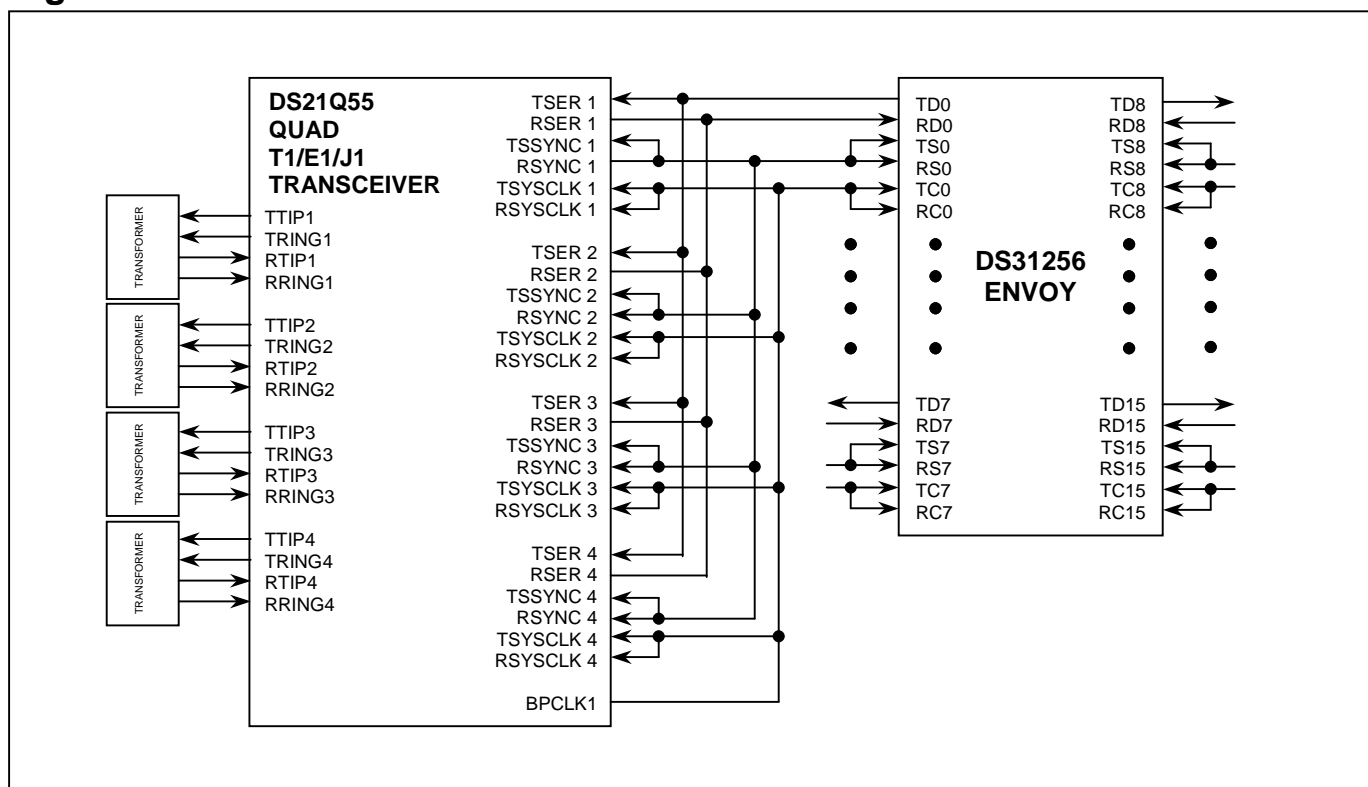 DS21Q55
QUAD
T1/E1/J1
TRANSCEIVER
TRANSFORMER
TTIP1
TRING1
RTIP1
RRING1
TRANSFORMER
TTIP2
TRING2
RTIP2
RRING2
TRANSFORMER
TTIP3
TRING3
RTIP3
RRING3
TRANSFORMER
TTIP4
TRING4
RTIP4
RRING4
TSER 1
RSER 1
TSSYNC 1
RSYNC 1
TSYSCLK 1
RSYSCLK 1
TSER 2
RSER 2
TSSYNC 2
RSYNC 2
TSYSCLK 2
RSYSCLK 2
TSER 3
RSER 3
TSSYNC 3
RSYNC 3
TSYSCLK 3
RSYSCLK 3
TSER 4
RSER 4
TSSYNC 4
RSYNC 4
TSYSCLK 4
RSYSCLK 4
BPCLK1
TD0
RD0
TS0
RS0
TC0
RC0
TD8
RD8
TS8
RS8
TC8
RC8
DS31256
ENVOY
TD7
RD7
TS7
RS7
TC7
RC7
TD15
RD15
TS15
RS15
TC15
RC15